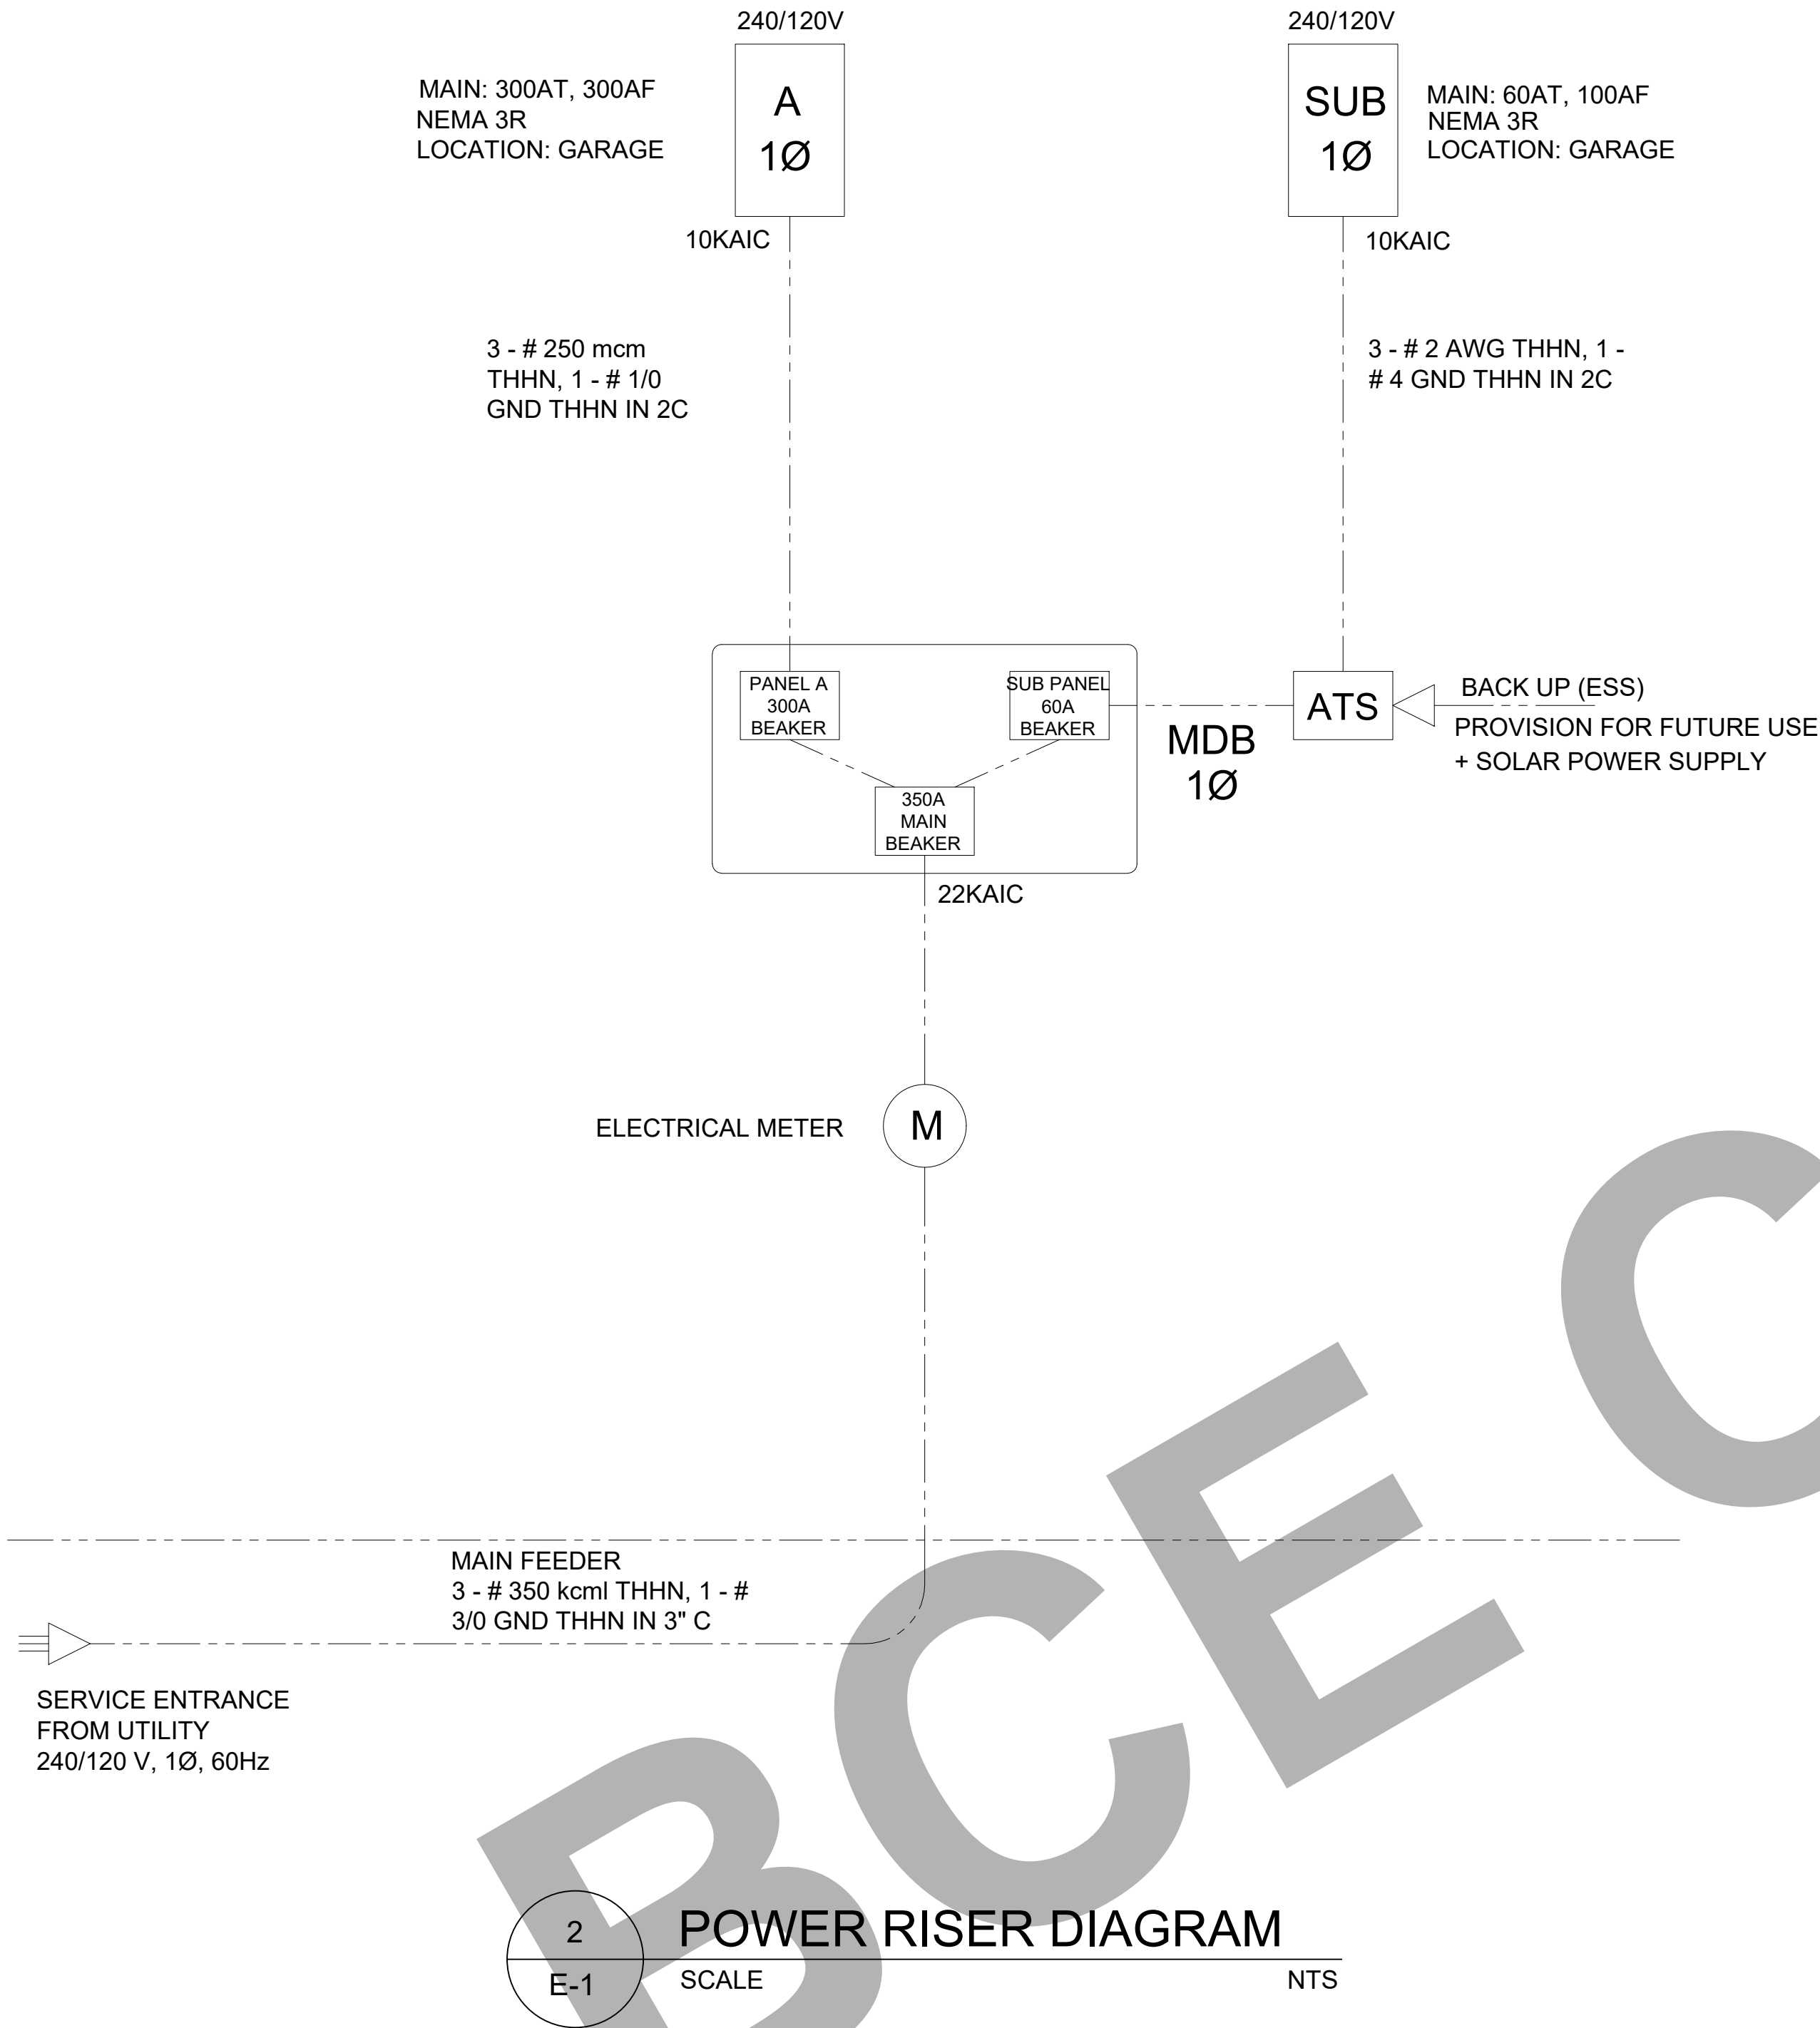 240/120V
240/120V
MAIN: 300AT, 300AF
NEMA 3R
LOCATION: GARAGE
A
1Ø
SUB
1Ø
MAIN: 60AT, 100AF
NEMA 3R
LOCATION: GARAGE
10KAIC
10KAIC
3 - # 250 mcm
THHN, 1 - # 1/0
GND THHN IN 2C
3 - # 2 AWG THHN, 1 -
# 4 GND THHN IN 2C
PANEL A
300A
BEAKER
SUB PANEL
60A
BEAKER
350A
MAIN
BEAKER
MDB
1Ø
ATS
BACK UP (ESS)
PROVISION FOR FUTURE USE
+ SOLAR POWER SUPPLY
22KAIC
ELECTRICAL METER
M
MAIN FEEDER
3 - # 350 kcml THHN, 1 - #
3/0 GND THHN IN 3" C
SERVICE ENTRANCE
FROM UTILITY
240/120 V, 1Ø, 60Hz
BCE C
2
E-1
POWER RISER DIAGRAM
SCALE NTS